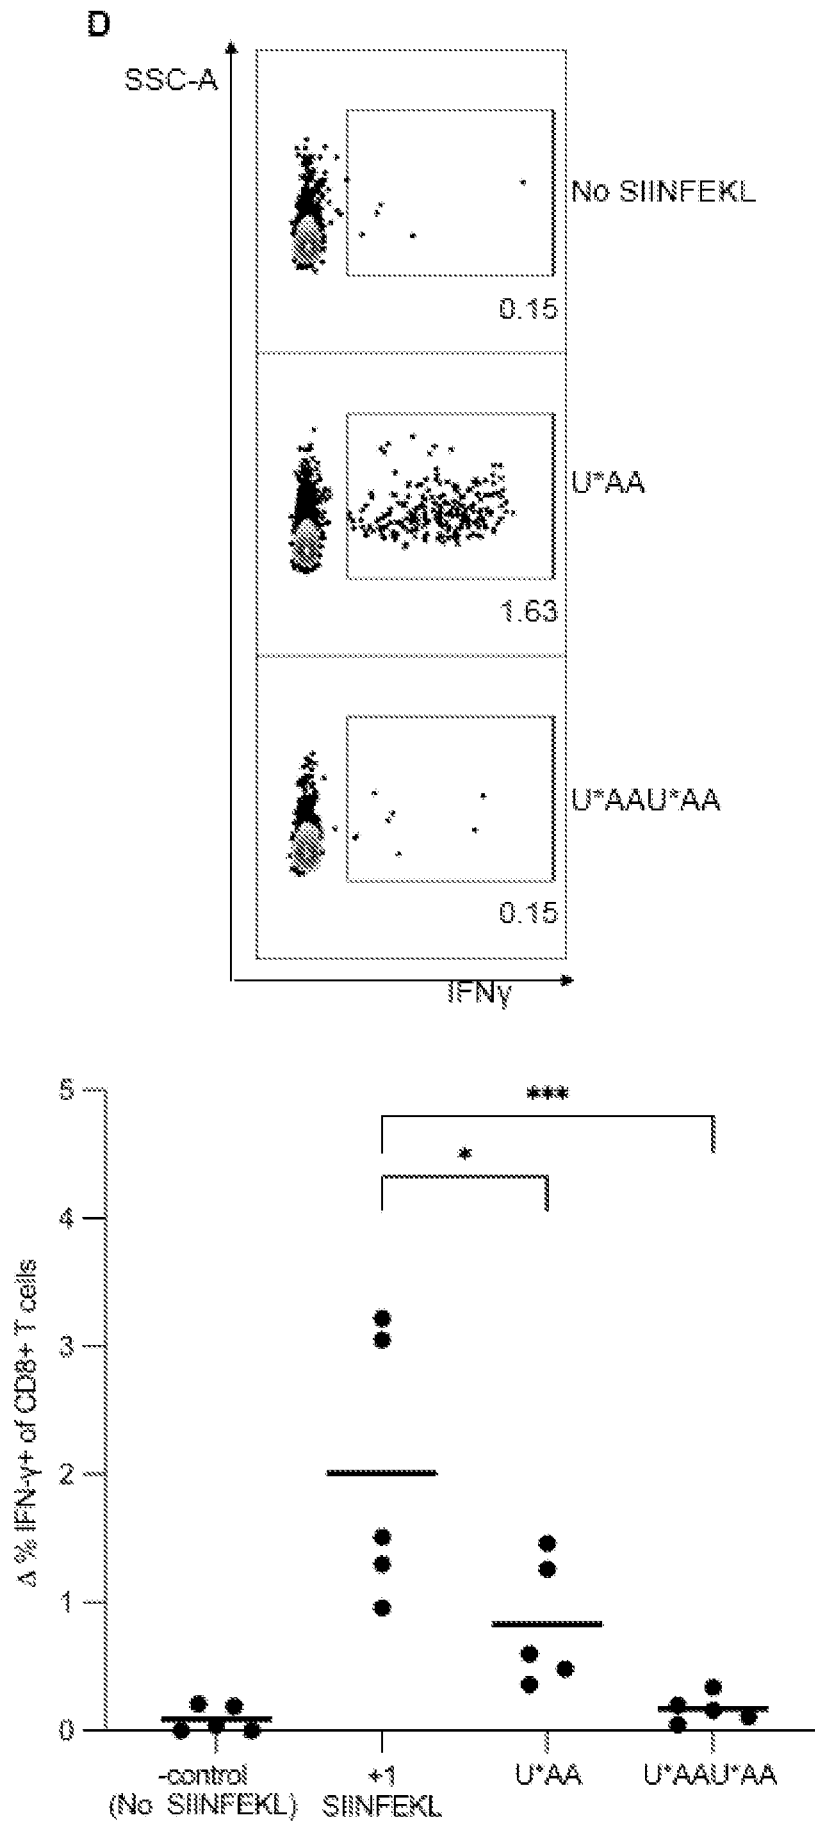 D
SSC-A
No SIINFEKL
0.15
U*AA
1.63
U*AAU*AA
0.15
IFNγ
5
4
3
2
1
0
Δ % IFN-γ+ of CD8+ T cells
***
*
-control
(No SIINFEKL)
+1
SIINFEKL
U*AA
U*AAU*AA